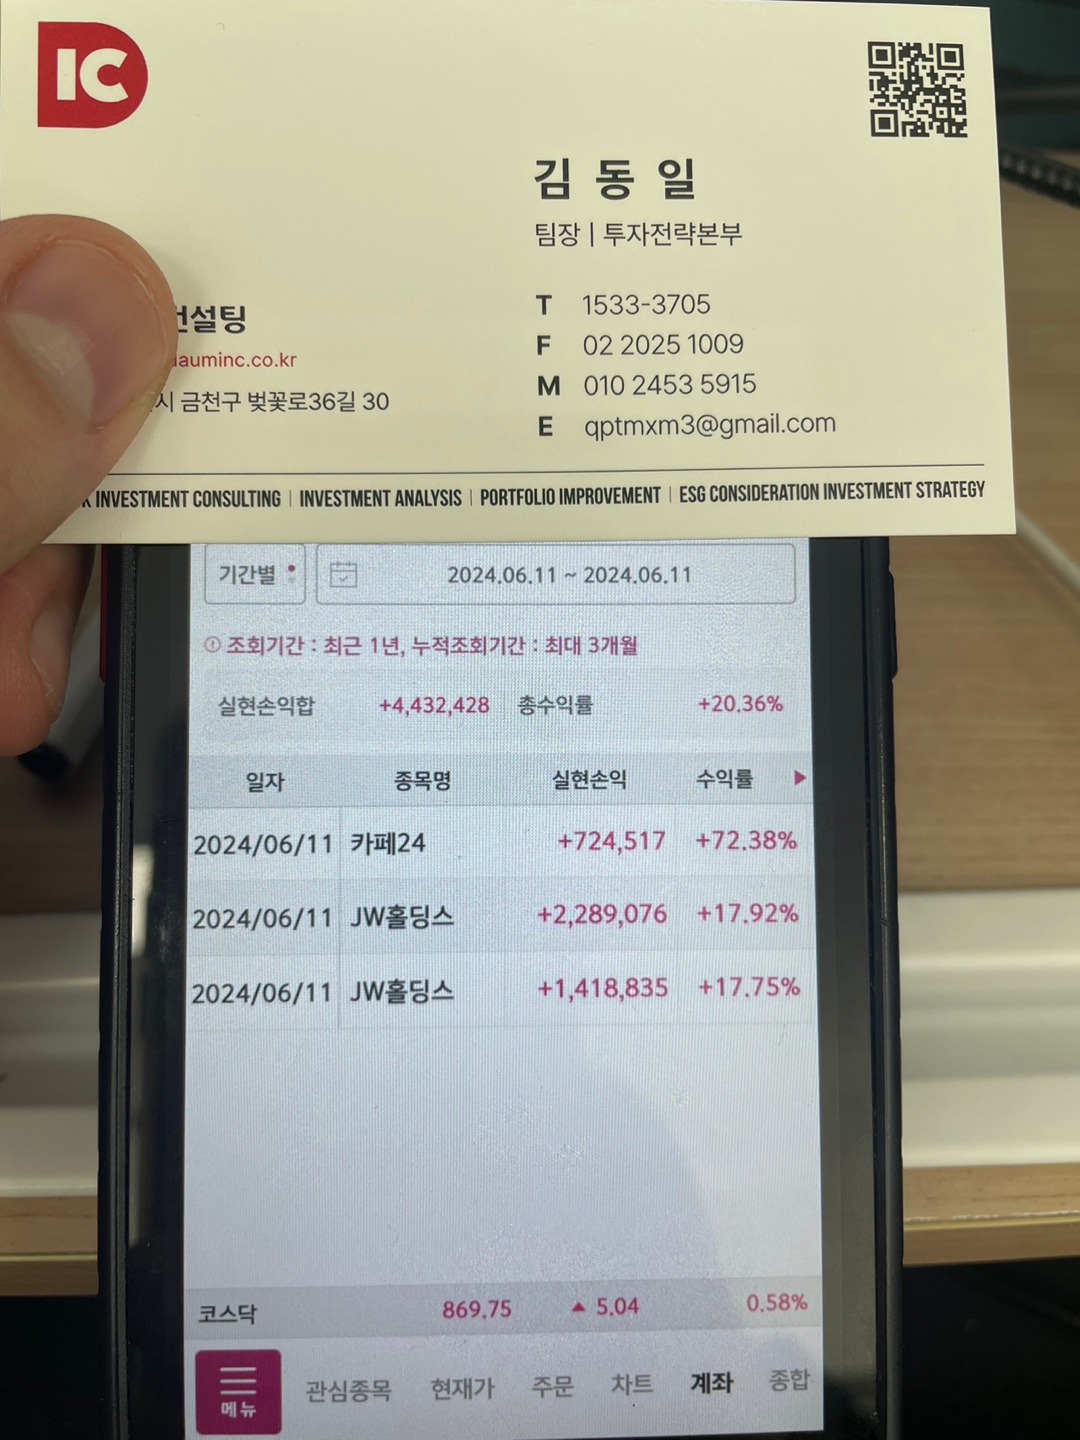 IC
김동일
팀장 | 투자전략본부
T 1533-3705
F 02 2025 1009
M 010 2453 5915
E qptmxm3@gmail.com
컨설팅
dauminc.co.kr
시 금천구 벚꽃로36길 30
INVESTMENT CONSULTING | INVESTMENT ANALYSIS | PORTFOLIO IMPROVEMENT | ESG CONSIDERATION INVESTMENT STRATEGY
기간별 2024.06.11 ~ 2024.06.11
조회기간 : 최근 1년, 누적조회기간 : 최대 3개월
실현손익합 +4,432,428 총수익률 +20.36%
일자 종목명 실현손익 수익률
2024/06/11 카페24 +724,517 +72.38%
2024/06/11 JW홀딩스 +2,289,076 +17.92%
2024/06/11 JW홀딩스 +1,418,835 +17.75%
코스닥 869.75 ▲ 5.04 0.58%
메뉴 관심종목 현재가 주문 차트 계좌 종합